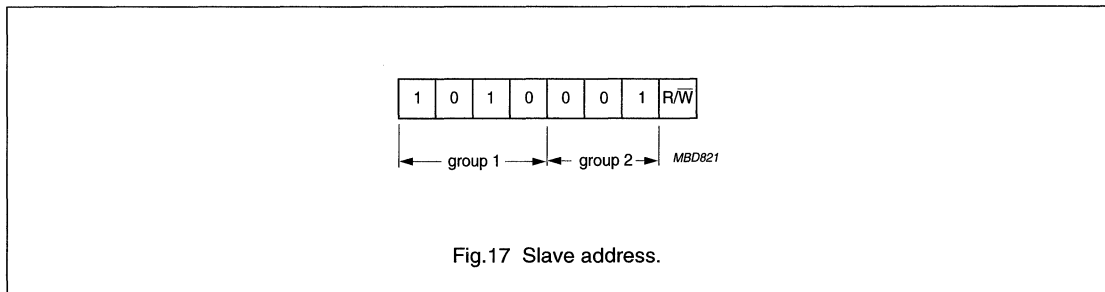 1 0 1 0 0 0 1 R/W̅
group 1 group 2 MBD821
Fig.17 Slave address.